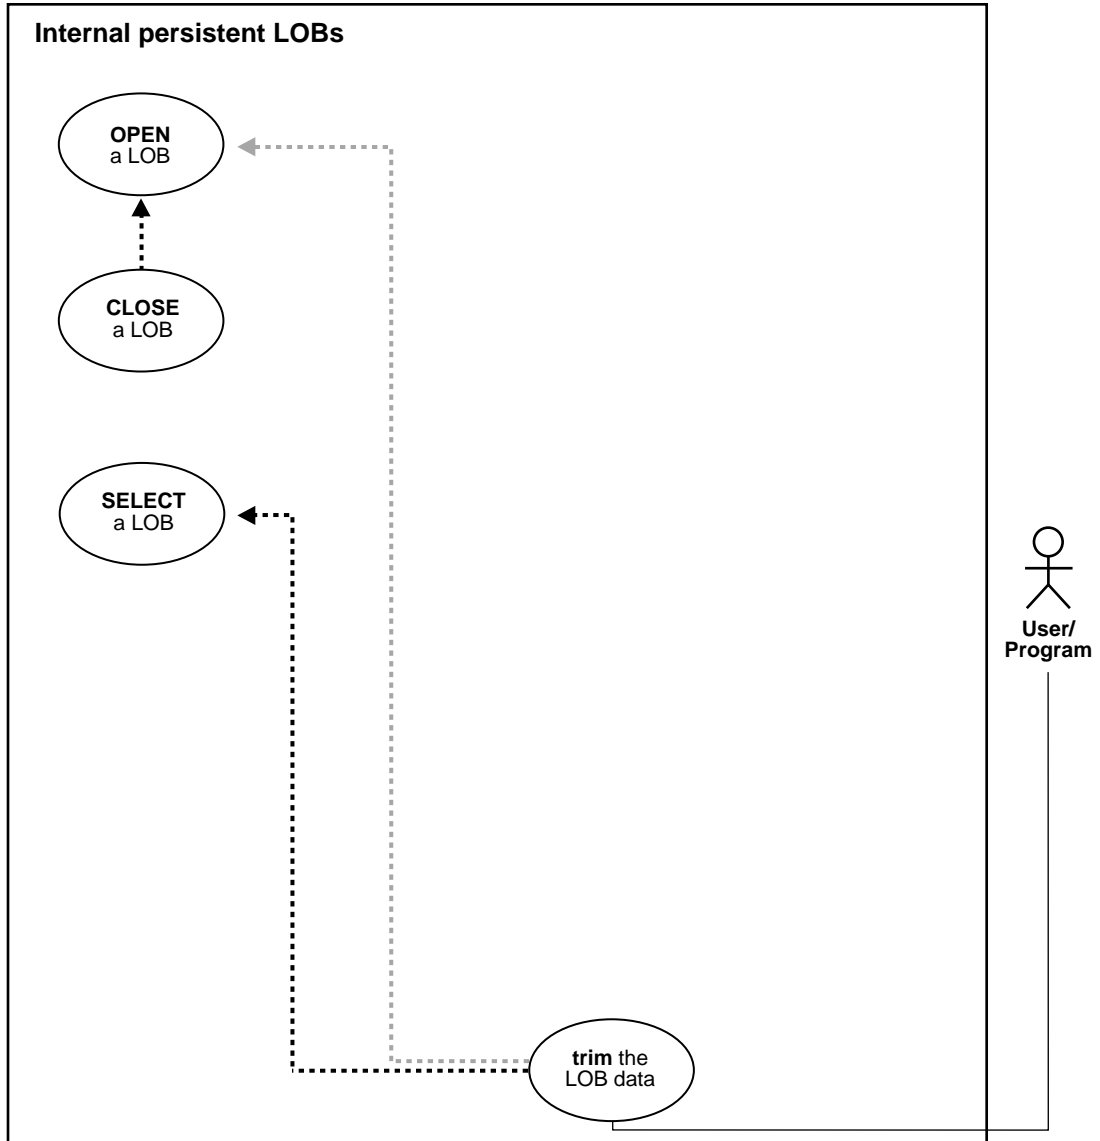 Internal persistent LOBs
OPEN
a LOB
CLOSE
a LOB
SELECT
a LOB
User/
Program
trim the
LOB data